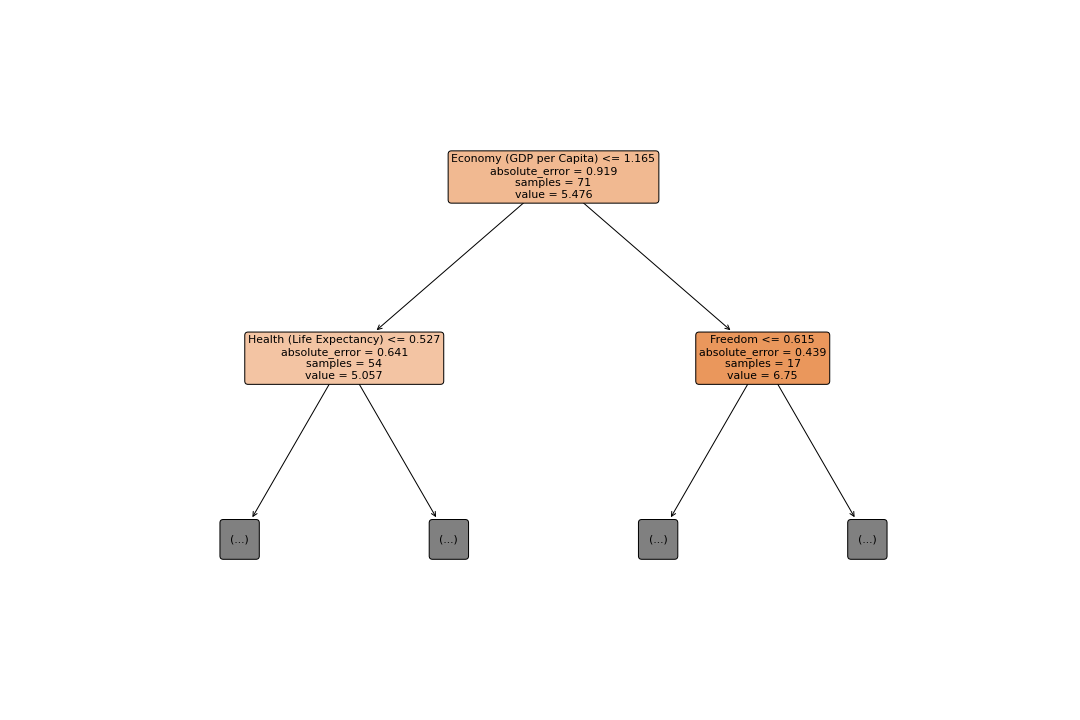 Economy (GDP per Capita) <= 1.165
absolute_error = 0.919
samples = 71
value = 5.476
Health (Life Expectancy) <= 0.527
absolute_error = 0.641
samples = 54
value = 5.057
Freedom <= 0.615
absolute_error = 0.439
samples = 17
value = 6.75
(...)
(...)
(...)
(...)